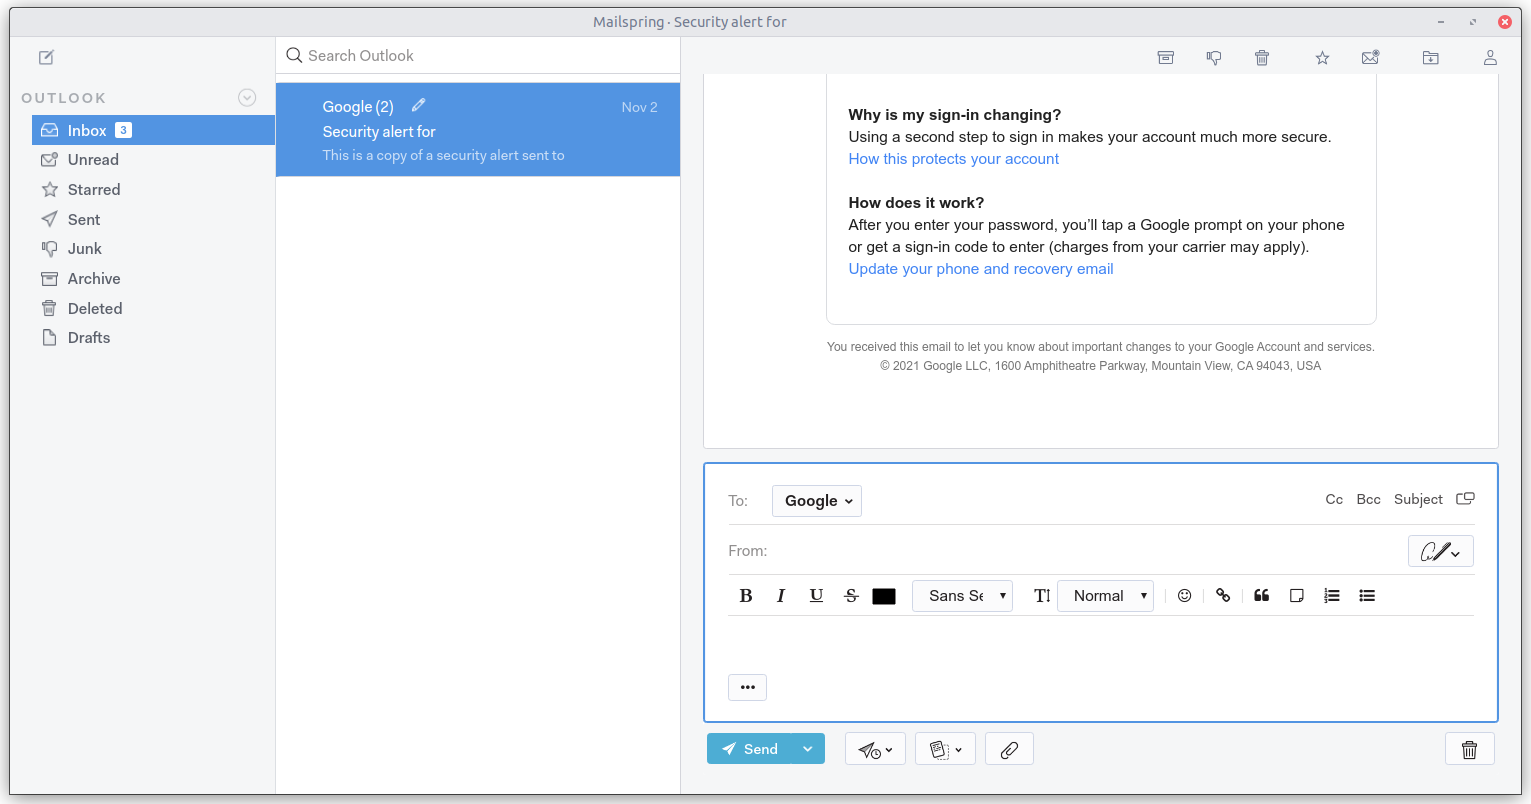 Mailspring · Security alert for
OUTLOOK
Inbox 3
Unread
Starred
Sent
Junk
Archive
Deleted
Drafts
Search Outlook
Google (2) Nov 2
Security alert for
This is a copy of a security alert sent to
Why is my sign-in changing?
Using a second step to sign in makes your account much more secure.
How this protects your account
How does it work?
After you enter your password, you’ll tap a Google prompt on your phone
or get a sign-in code to enter (charges from your carrier may apply).
Update your phone and recovery email
You received this email to let you know about important changes to your Google Account and services.
© 2021 Google LLC, 1600 Amphitheatre Parkway, Mountain View, CA 94043, USA
To: Google Cc Bcc Subject
From:
B I U S Sans Se T Normal
Send